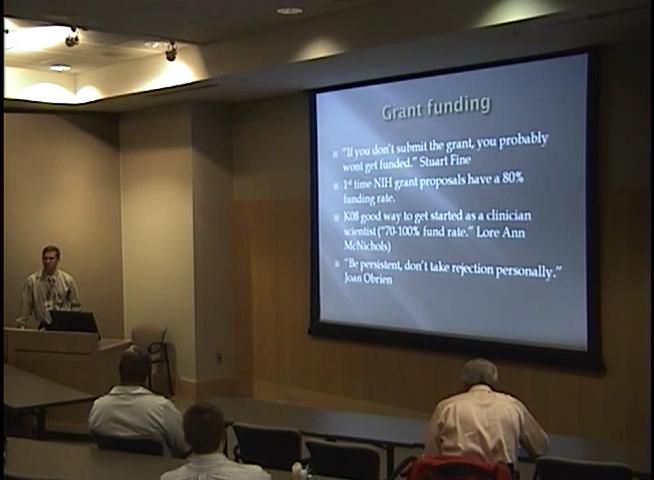 Grant funding
"If you don't submit the grant, you probably
wont get funded." Stuart Fine
1st time NIH grant proposals have a 80%
funding rate.
K08 good way to get started as a clinician
scientist ("70-100% fund rate." Lore Ann
McNichols)
"Be persistent, don't take rejection personally."
Joan Obrien